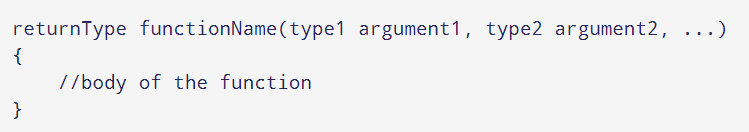 returnType functionName(type1 argument1, type2 argument2, ...)
{
    //body of the function
}